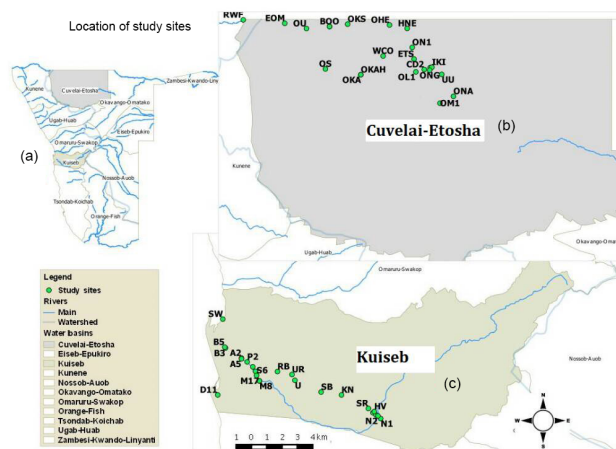 Location of study sites
(a)
Kunene
Cuvelai-Etosha
Zambesi-Kwando-Linyanti
Okavango-Omatako
Ugab-Huab
Eiseb-Epukiro
Omaruru-Swakop
Kuiseb
Nossob-Auob
Tsondab-Koichab
Orange-Fish
RWF
EOM
OU
BOO
OKS
OHE
HNE
ON1
WCO
ETS
OS
OKAH
OKA
CD2
IKI
OL1
ONG
UU
ONA
OM1
Cuvelai-Etosha
(b)
Kunene
Ugab-Huab
Okavango-Om
Omaruru-Swakop
SW
B5
B3
A2
P2
A5
S6
M17
M8
RB
UR
U
D11
SB
KN
SR
HV
N2
N1
Kuiseb
(c)
Nossob-Auob
0 1 2 4 km
N
W E
S
Legend
Study sites
Rivers
Main
Watershed
Water basins
Cuvelai-Etosha
Eiseb-Epukiro
Kuiseb
Kunene
Nossob-Auob
Okavango-Omatako
Omaruru-Swakop
Orange-Fish
Tsondab-Koichab
Ugab-Huab
Zambesi-Kwando-Linyanti